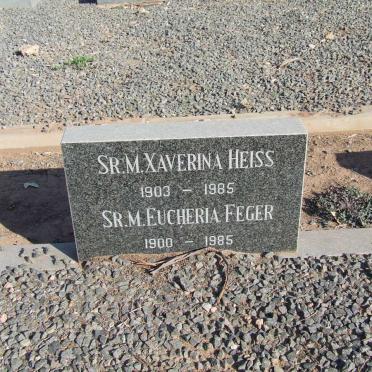 SR.M.XAVERINA HEISS
1903 - 1985
SR.M.EUCHERIA FEGER
1900 - 1985